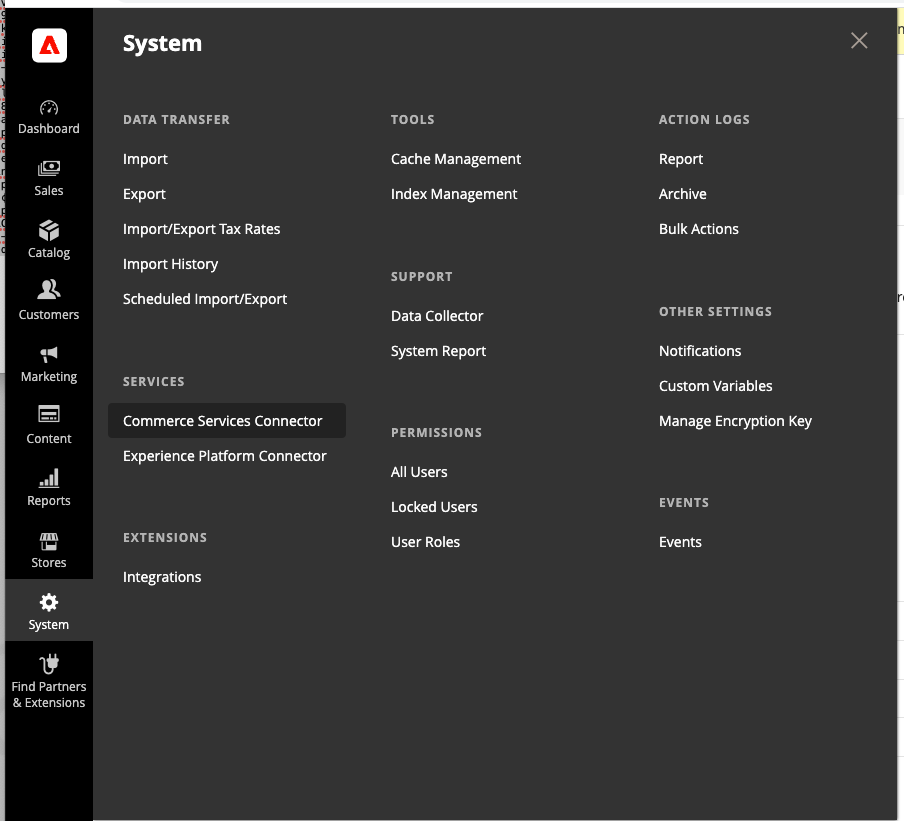 System
Dashboard
Sales
Catalog
Customers
Marketing
Content
Reports
Stores
System
Find Partners
& Extensions
DATA TRANSFER
Import
Export
Import/Export Tax Rates
Import History
Scheduled Import/Export
SERVICES
Commerce Services Connector
Experience Platform Connector
EXTENSIONS
Integrations
TOOLS
Cache Management
Index Management
SUPPORT
Data Collector
System Report
PERMISSIONS
All Users
Locked Users
User Roles
ACTION LOGS
Report
Archive
Bulk Actions
OTHER SETTINGS
Notifications
Custom Variables
Manage Encryption Key
EVENTS
Events